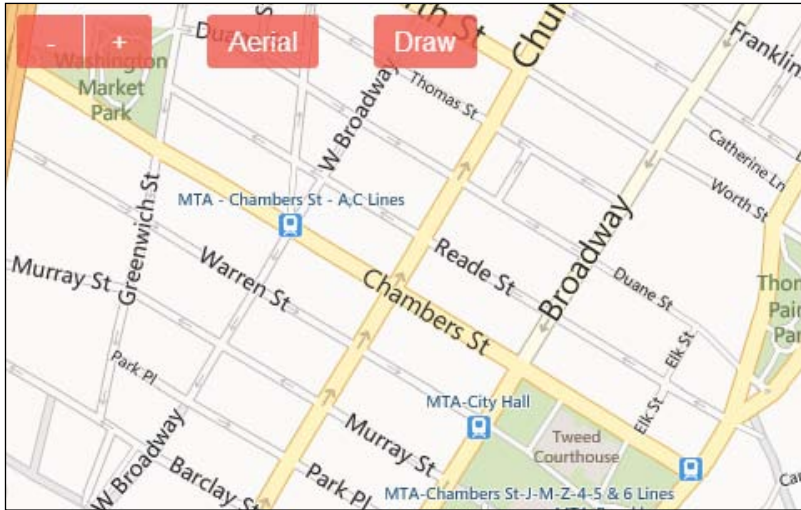 -
+
Aerial
Draw
Duane St
Washington
Market
Park
Thomas St
W Broadway
Franklin
Catherine Ln
Worth St
MTA - Chambers St - A,C Lines
Greenwich St
Murray St
Warren St
Chambers St
Reade St
Broadway
Duane St
Elk St
Park Pl
MTA-City Hall
Elk St
Tweed
Courthouse
W Broadway
Barclay St
Murray St
Park Pl
MTA-Chambers St-J-M-Z-4-5 & 6 Lines